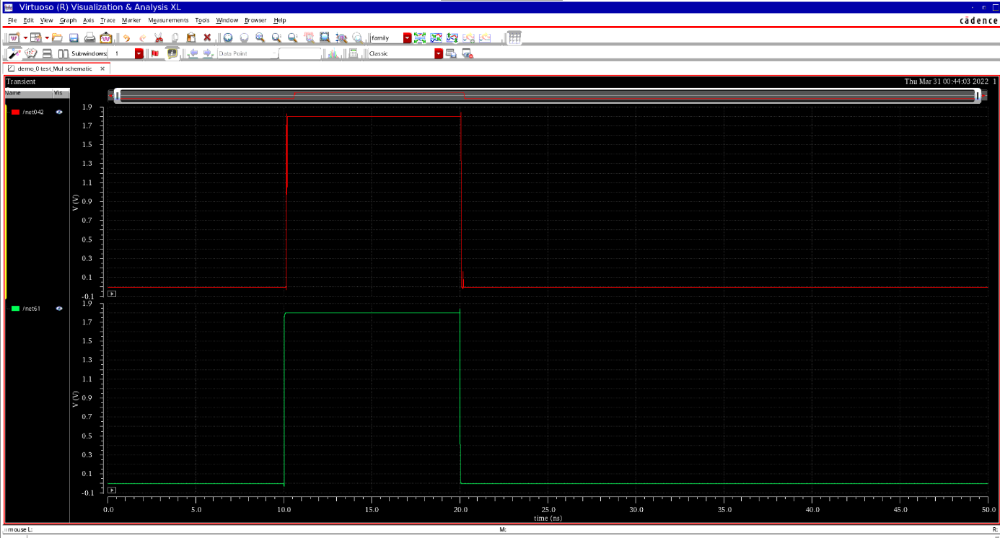 Virtuoso (R) Visualization & Analysis XL
File Edit View Graph Axis Trace Marker Measurements Tools Window Browser Help
cādence
family
Subwindows: 1 Data Point Classic
demo_0 test_Mul schematic
Transient Thu Mar 31 00:44:03 2022 1
Name Vis
/net042
1.9
1.7
1.5
1.3
1.1
0.9
0.7
0.5
0.3
0.1
-0.1
V (V)
/net61
1.9
1.7
1.5
1.3
1.1
0.9
0.7
0.5
0.3
0.1
-0.1
V (V)
0.0 5.0 10.0 15.0 20.0 25.0 30.0 35.0 40.0 45.0 50.0
time (ns)
mouse L: M: R: